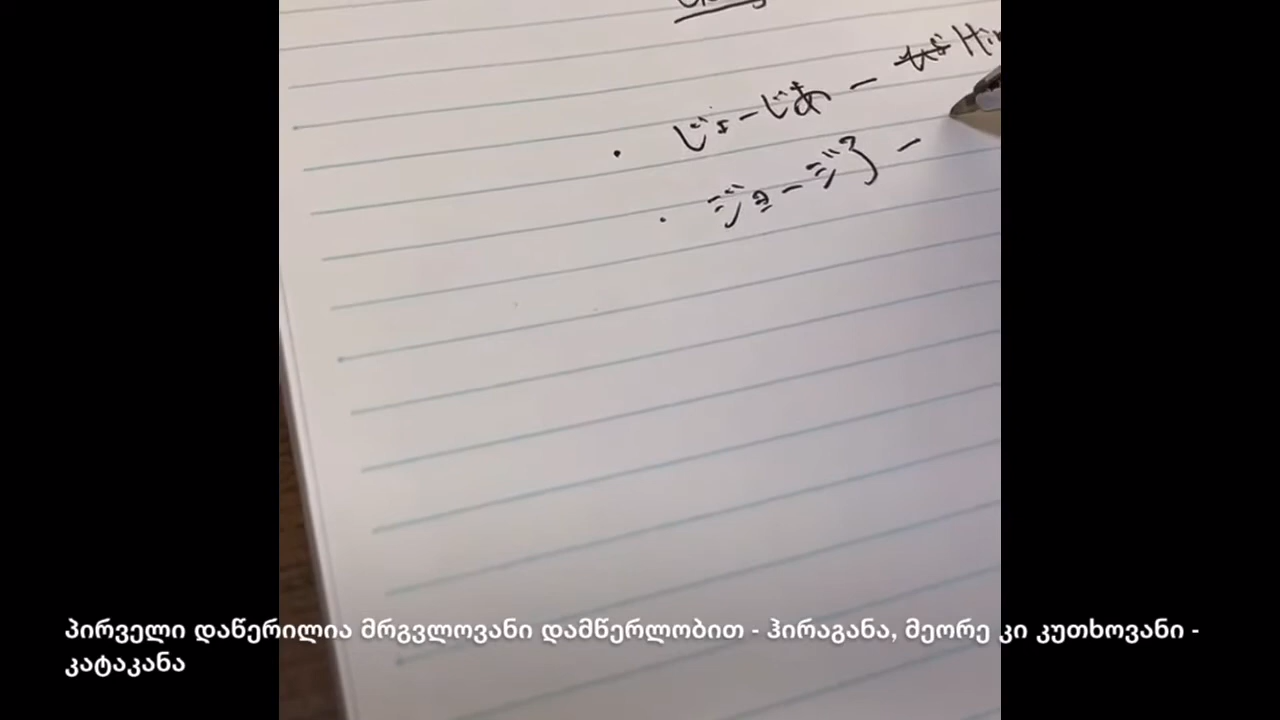 ・じょーじあ — Hi
・ジョージア —
პირველი დაწერილია მრგვლოვანი დამწერლობით - ჰირაგანა, მეორე კი კუთხოვანი -
კატაკანა